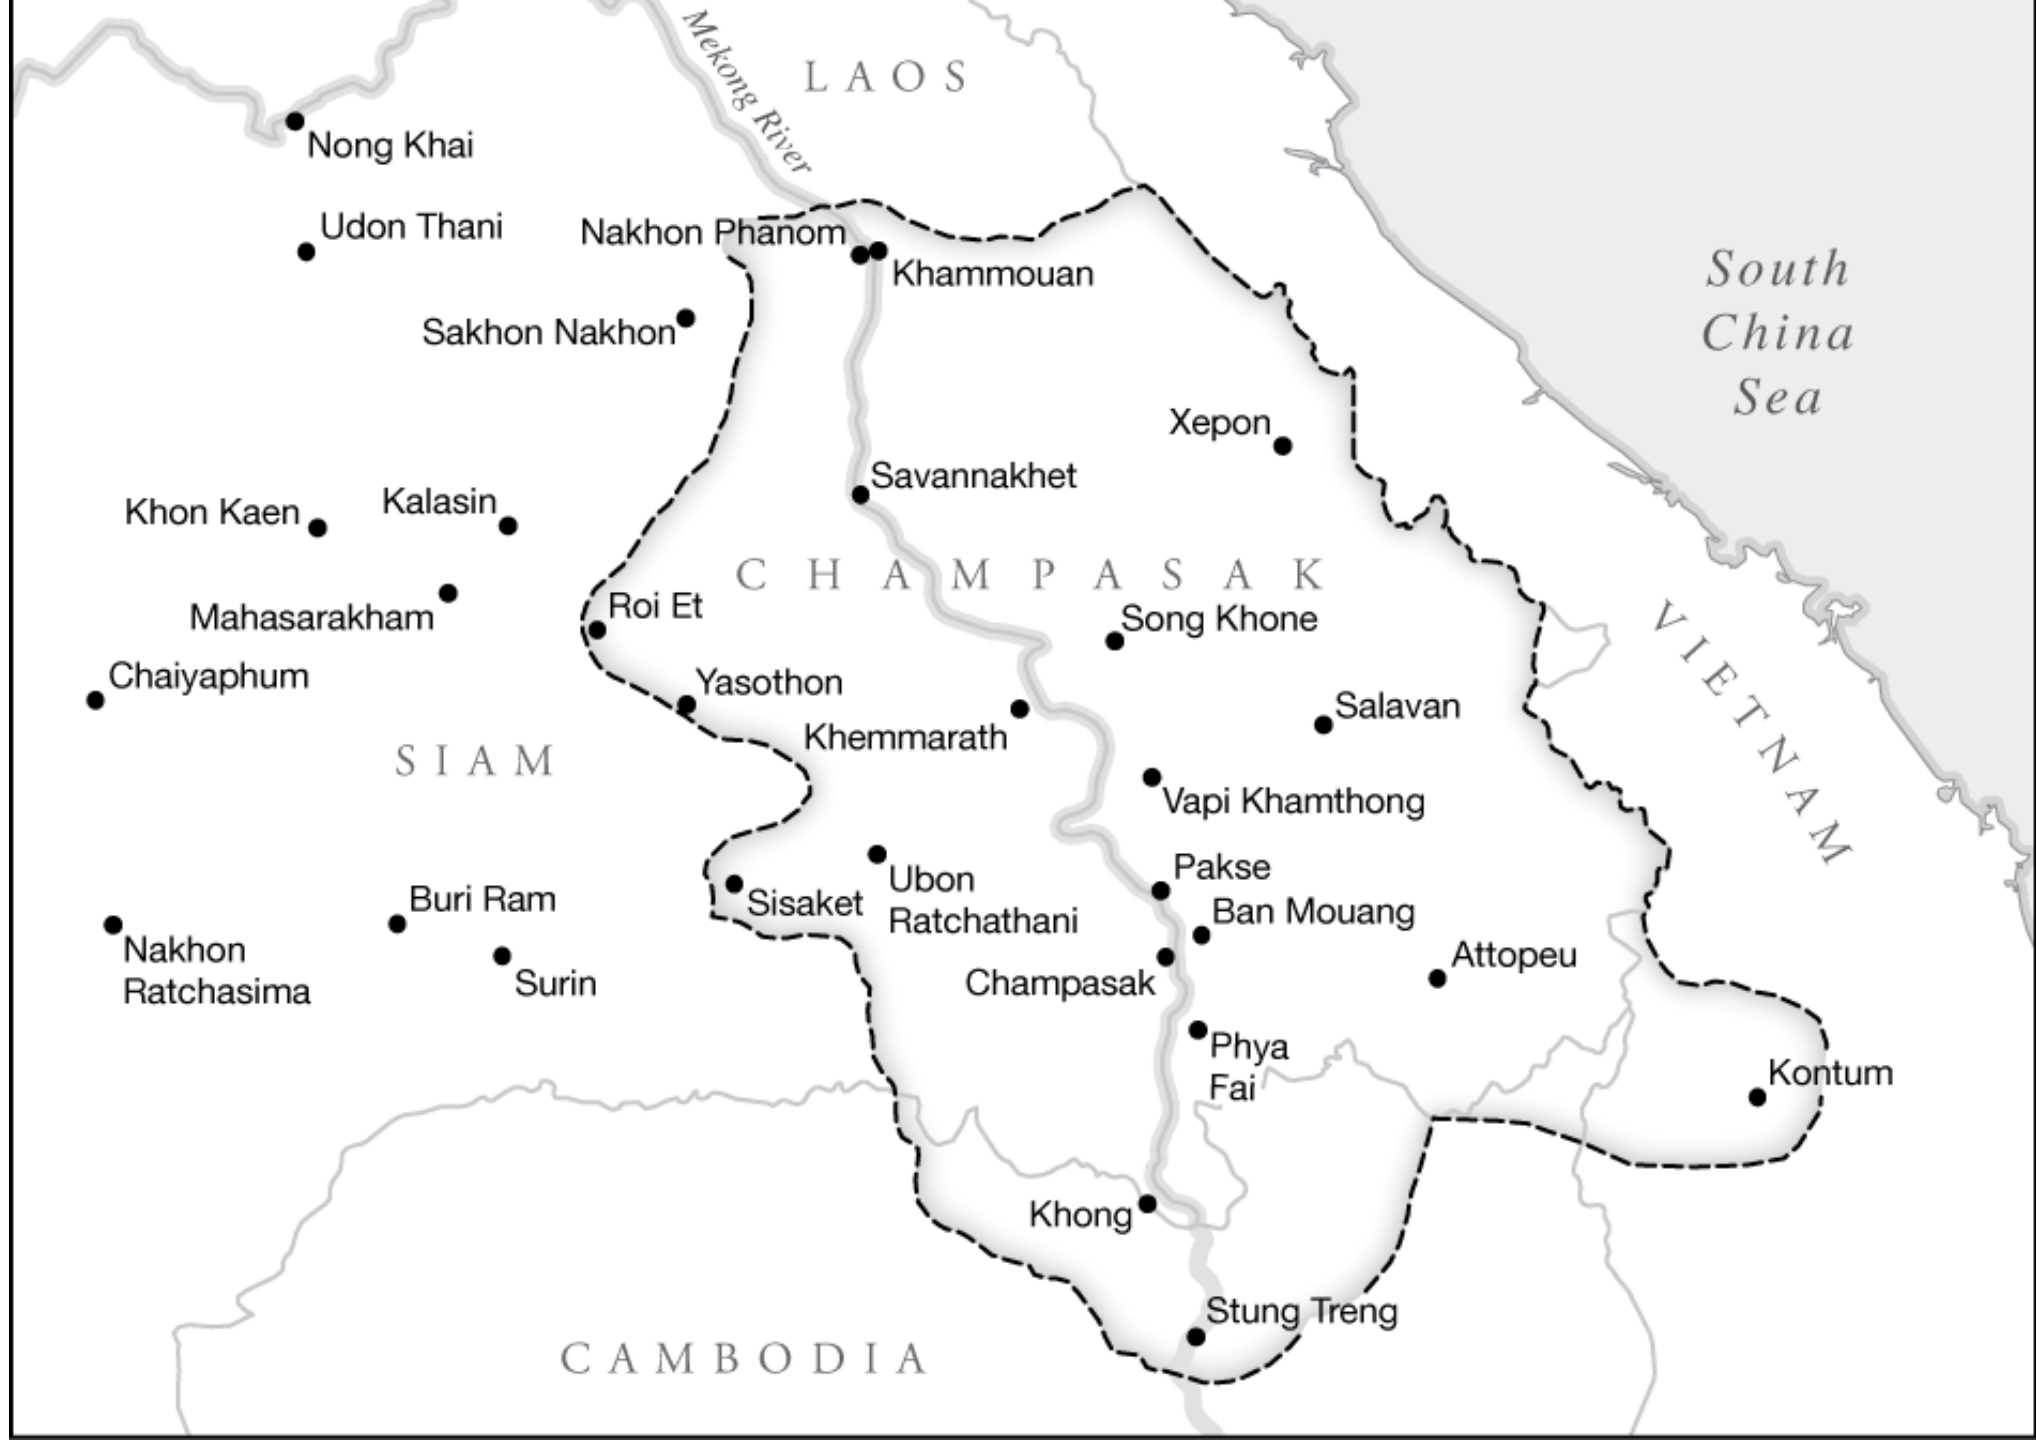 Mekong River
LAOS
Nong Khai
Udon Thani
Nakhon Phanom
Khammouan
Sakhon Nakhon
South
China
Sea
Xepon
Savannakhet
Khon Kaen
Kalasin
CHAMPASAK
Mahasarakham
Roi Et
Song Khone
VIETNAM
Chaiyaphum
Yasothon
Khemmarath
Salavan
SIAM
Vapi Khamthong
Ubon
Ratchathani
Pakse
Sisaket
Buri Ram
Ban Mouang
Nakhon
Ratchasima
Surin
Champasak
Attopeu
Phya
Fai
Kontum
Khong
Stung Treng
CAMBODIA